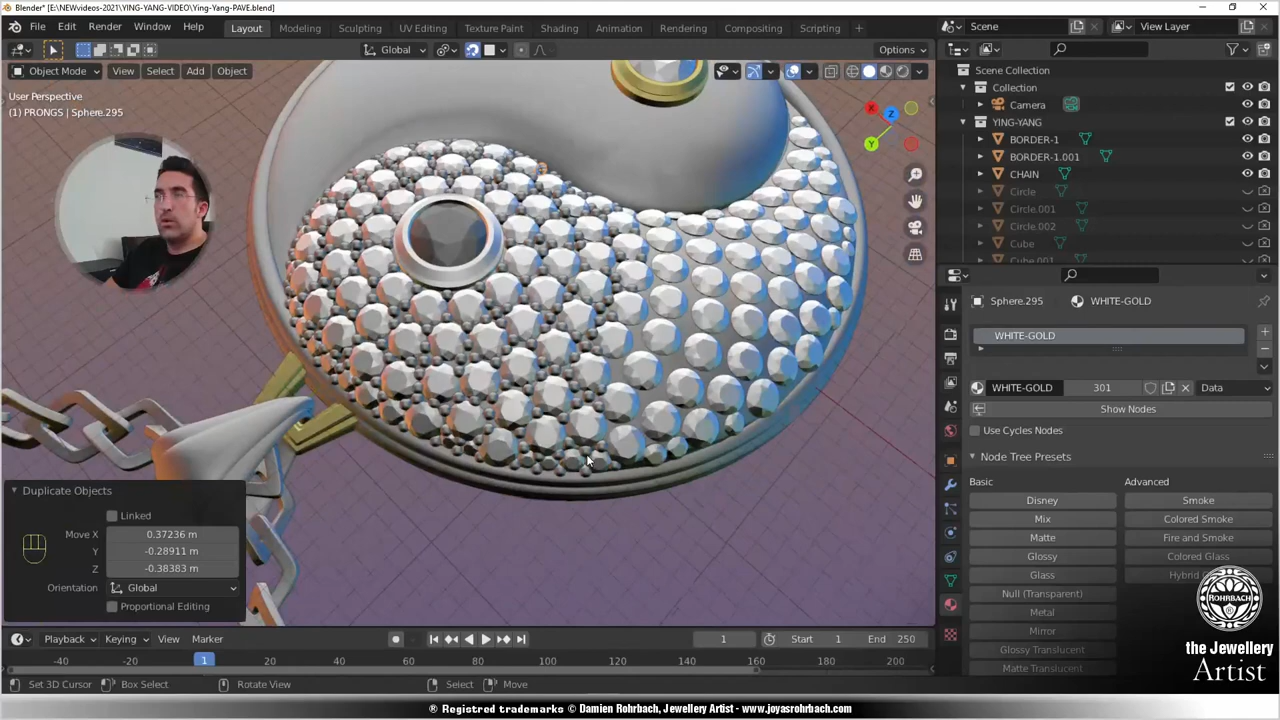 Blender* [E:\NEWvideos-2021\YING-YANG-VIDEO\Ying-Yang-PAVE.blend]
File Edit Render Window Help Layout Modeling Sculpting UV Editing Texture Paint Shading Animation Rendering Compositing Scripting + Scene View Layer
Global Options
Object Mode View Select Add Object
User Perspective
(1) PRONGS | Sphere.295
X Y Z
Scene Collection
Collection
Camera
YING-YANG
BORDER-1
BORDER-1.001
CHAIN
Circle
Circle.001
Circle.002
Cube
Cube.001
Sphere.295 WHITE-GOLD
WHITE-GOLD
WHITE-GOLD 301 Data
Show Nodes
Use Cycles Nodes
Node Tree Presets
Basic Advanced
Disney Smoke
Mix Colored Smoke
Matte Fire and Smoke
Glossy Colored Glass
Glass Hybrid
Null (Transparent)
Metal
Mirror
Glossy Translucent
Matte Translucent
Duplicate Objects
Linked
Move X 0.37236 m
Y -0.28911 m
Z -0.38383 m
Orientation Global
Proportional Editing
ROHRBACH
the Jewellery
Artist
Playback Keying View Marker 1 Start 1 End 250
-40 -20 1 20 40 60 80 100 120 140 160 180 200
Set 3D Cursor Box Select Rotate View Select Move
® Registered trademarks © Damien Rohrbach, Jewellery Artist - www.joyasrohrbach.com